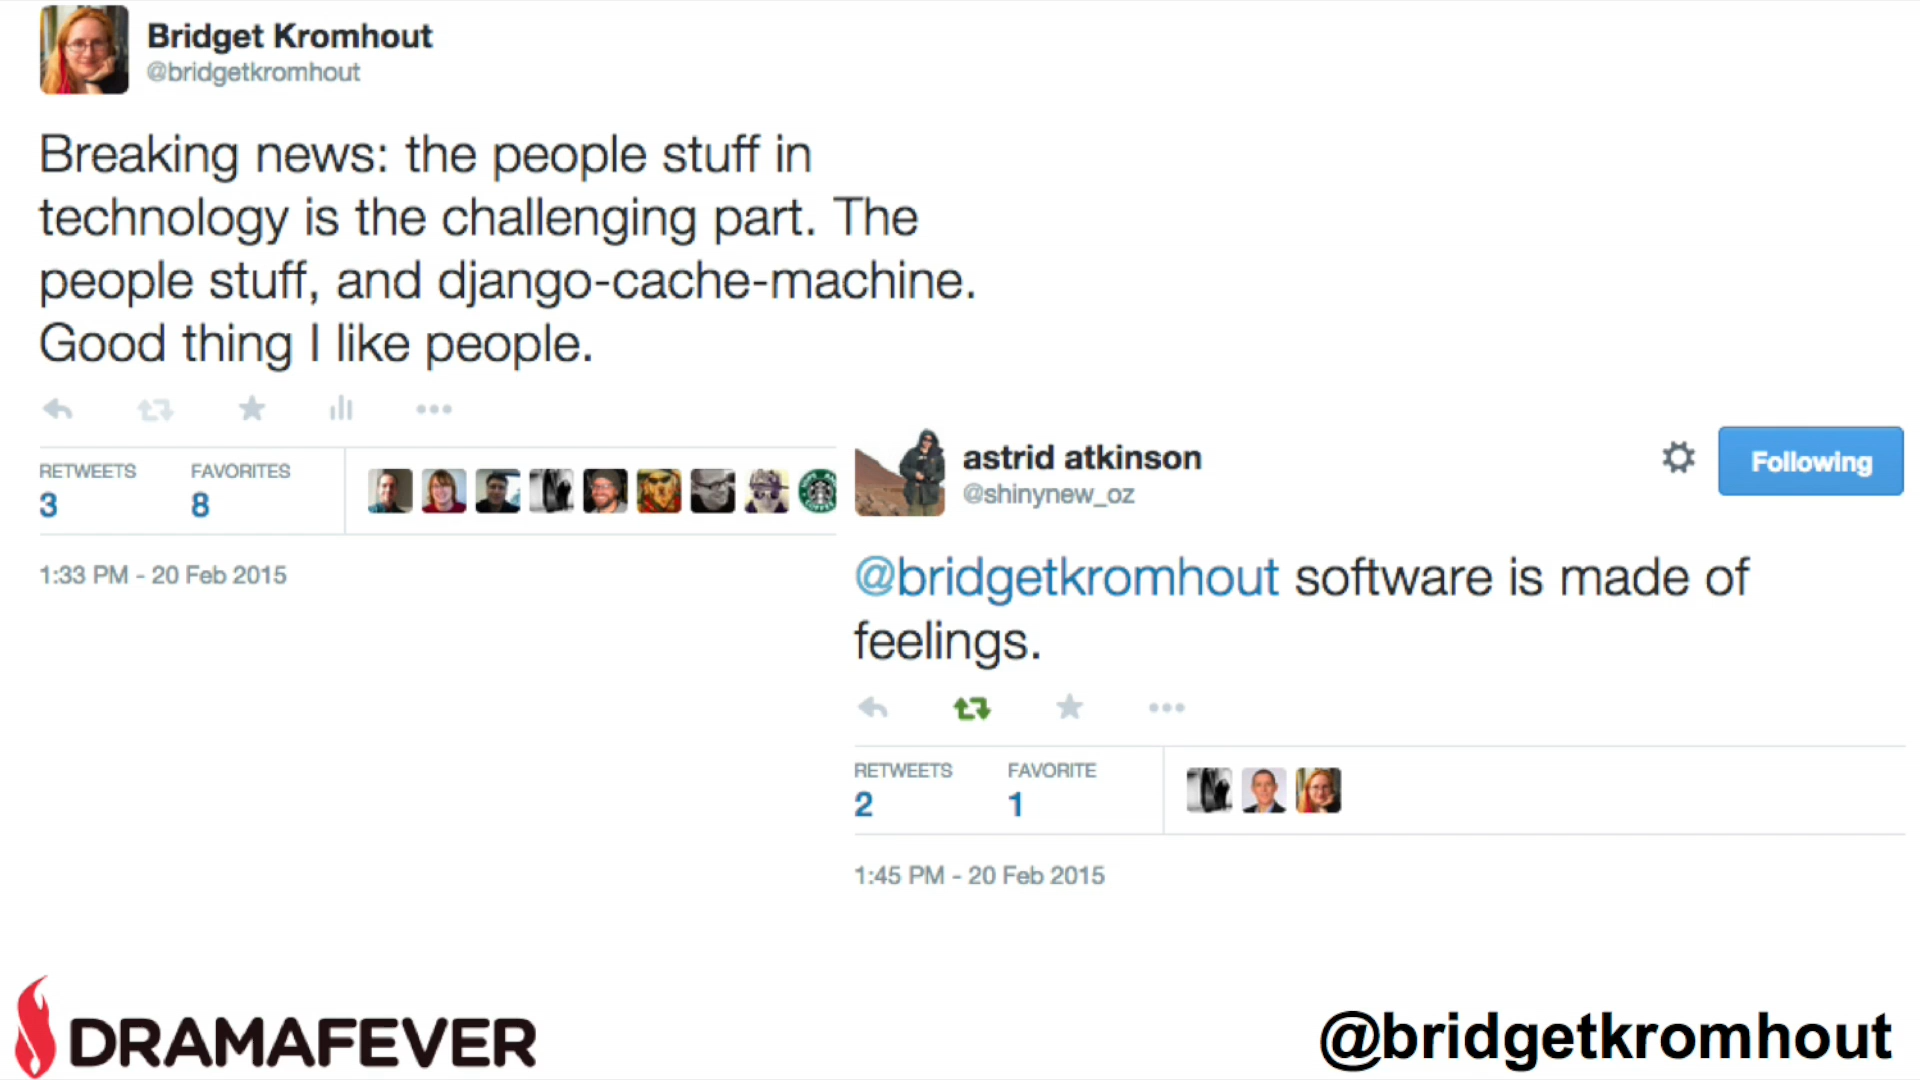 Bridget Kromhout
@bridgetkromhout
Breaking news: the people stuff in
technology is the challenging part. The
people stuff, and django-cache-machine.
Good thing I like people.
RETWEETS FAVORITES
3 8
1:33 PM - 20 Feb 2015
astrid atkinson
@shinynew_oz
Following
@bridgetkromhout software is made of
feelings.
RETWEETS FAVORITE
2 1
1:45 PM - 20 Feb 2015
DRAMAFEVER
@bridgetkromhout